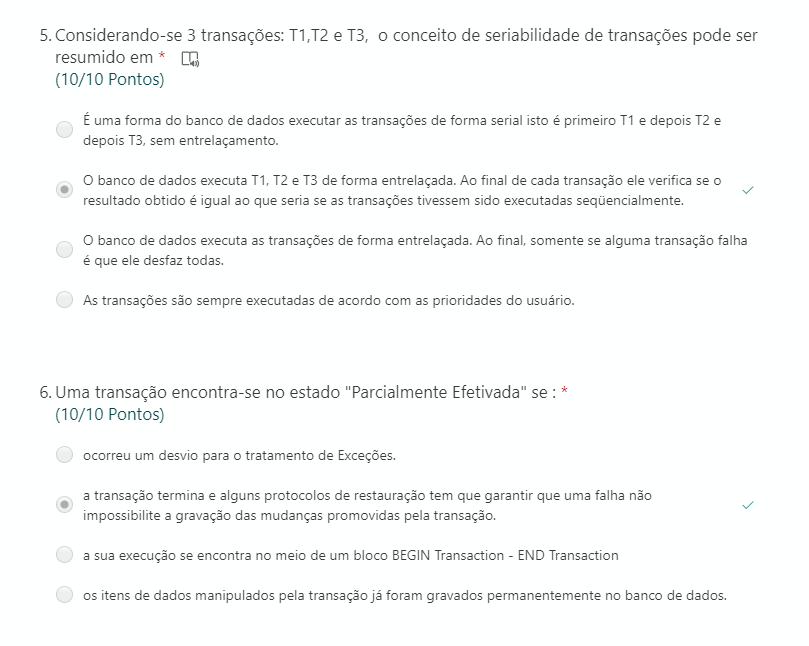 5. Considerando-se 3 transações: T1,T2 e T3, o conceito de seriabilidade de transações pode ser
resumido em *
(10/10 Pontos)
É uma forma do banco de dados executar as transações de forma serial isto é primeiro T1 e depois T2 e
depois T3, sem entrelaçamento.
O banco de dados executa T1, T2 e T3 de forma entrelaçada. Ao final de cada transação ele verifica se o
resultado obtido é igual ao que seria se as transações tivessem sido executadas seqüencialmente.
O banco de dados executa as transações de forma entrelaçada. Ao final, somente se alguma transação falha
é que ele desfaz todas.
As transações são sempre executadas de acordo com as prioridades do usuário.
6. Uma transação encontra-se no estado "Parcialmente Efetivada" se : *
(10/10 Pontos)
ocorreu um desvio para o tratamento de Exceções.
a transação termina e alguns protocolos de restauração tem que garantir que uma falha não
impossibilite a gravação das mudanças promovidas pela transação.
a sua execução se encontra no meio de um bloco BEGIN Transaction - END Transaction
os itens de dados manipulados pela transação já foram gravados permanentemente no banco de dados.